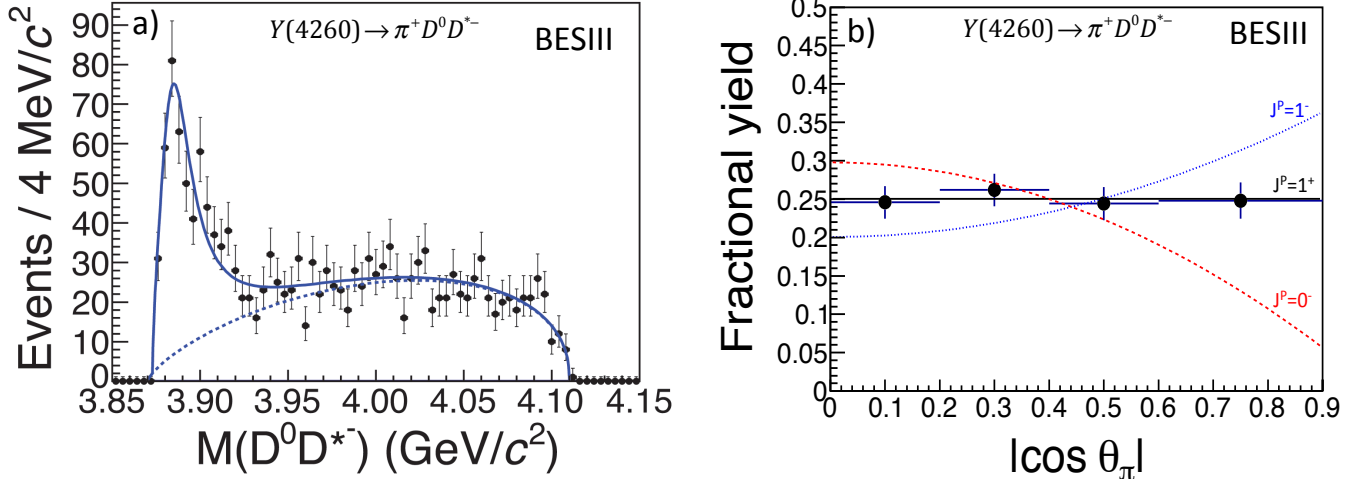 a)
Y(4260)→π⁺D⁰D*⁻
BESIII
Events / 4 MeV/c²
90
80
70
60
50
40
30
20
10
0
3.85 3.90 3.95 4.00 4.05 4.10 4.15
M(D⁰D*⁻) (GeV/c²)
b)
Y(4260)→π⁺D⁰D*⁻
BESIII
Fractional yield
0.5
0.45
0.4
0.35
0.3
0.25
0.2
0.25
0.1
0.05
0
Jᴾ=1⁻
Jᴾ=1⁺
Jᴾ=0⁻
0 0.1 0.2 0.3 0.4 0.5 0.6 0.7 0.8 0.9
|cos θπ|